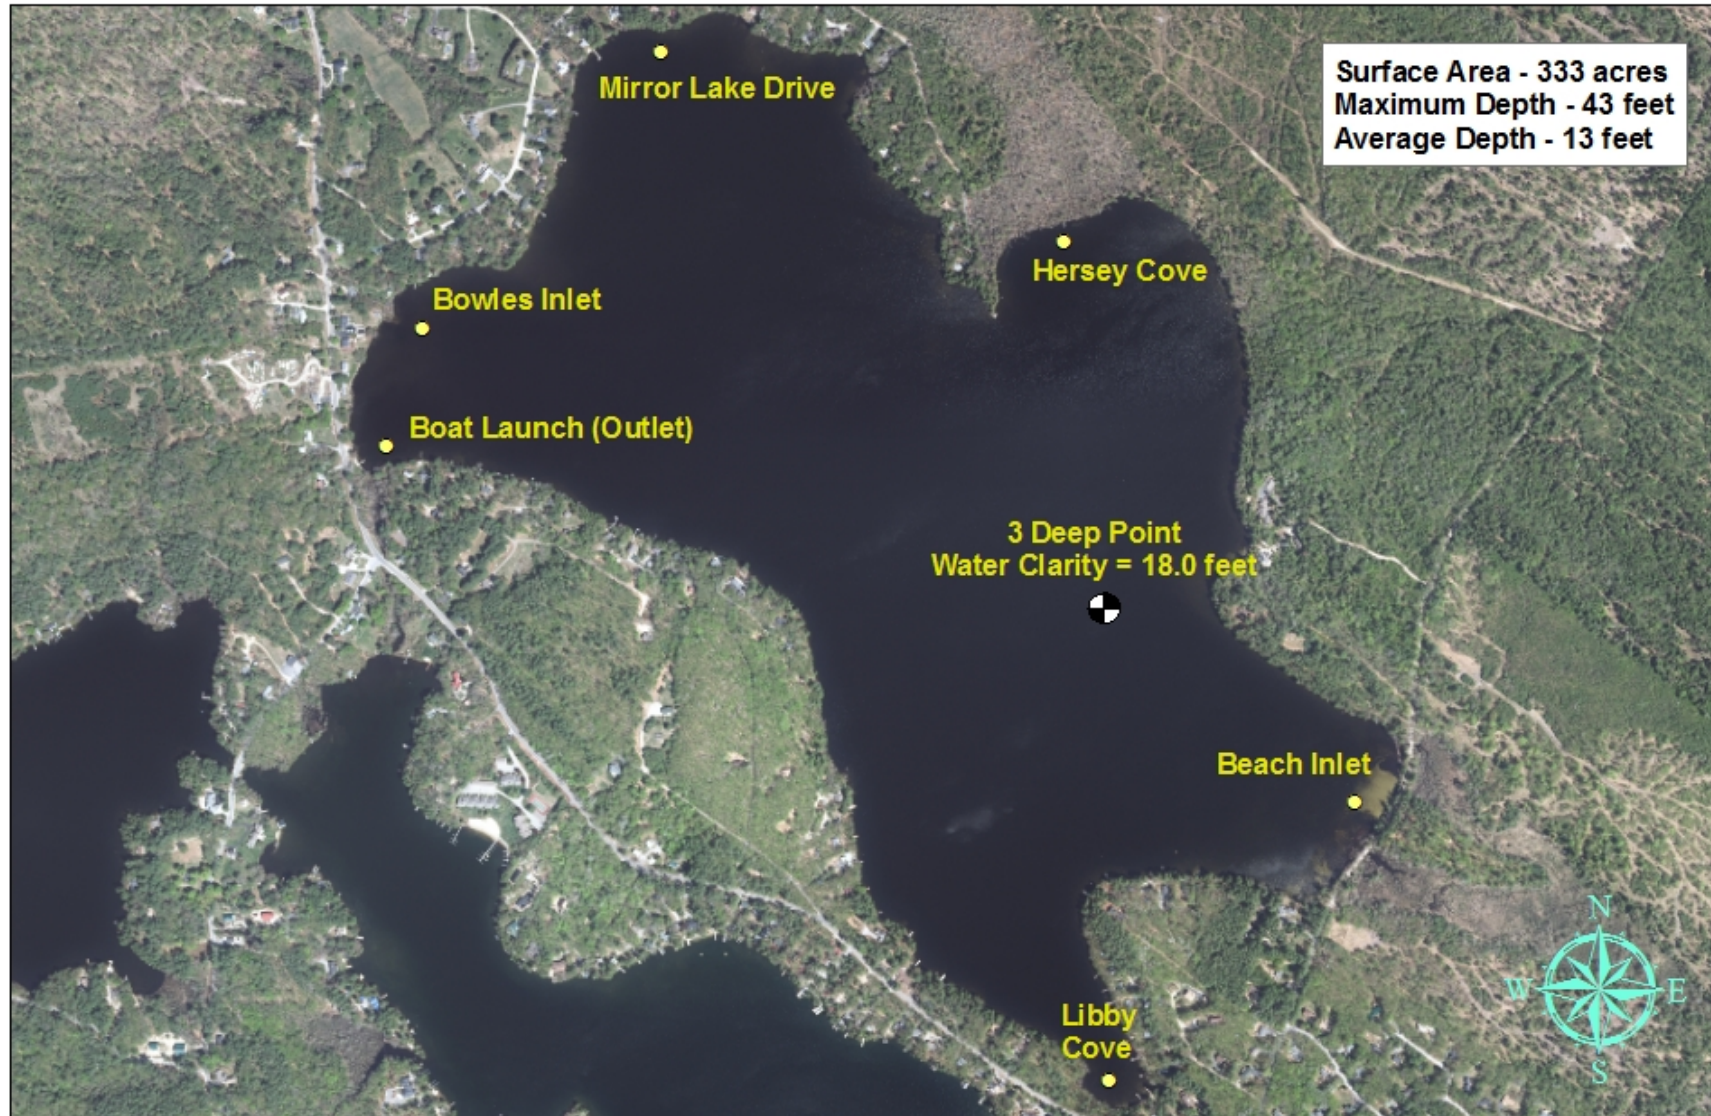 Mirror Lake Drive
Surface Area - 333 acres
Maximum Depth - 43 feet
Average Depth - 13 feet
Hersey Cove
Bowles Inlet
Boat Launch (Outlet)
3 Deep Point
Water Clarity = 18.0 feet
Beach Inlet
Libby
Cove
N
W
E
S